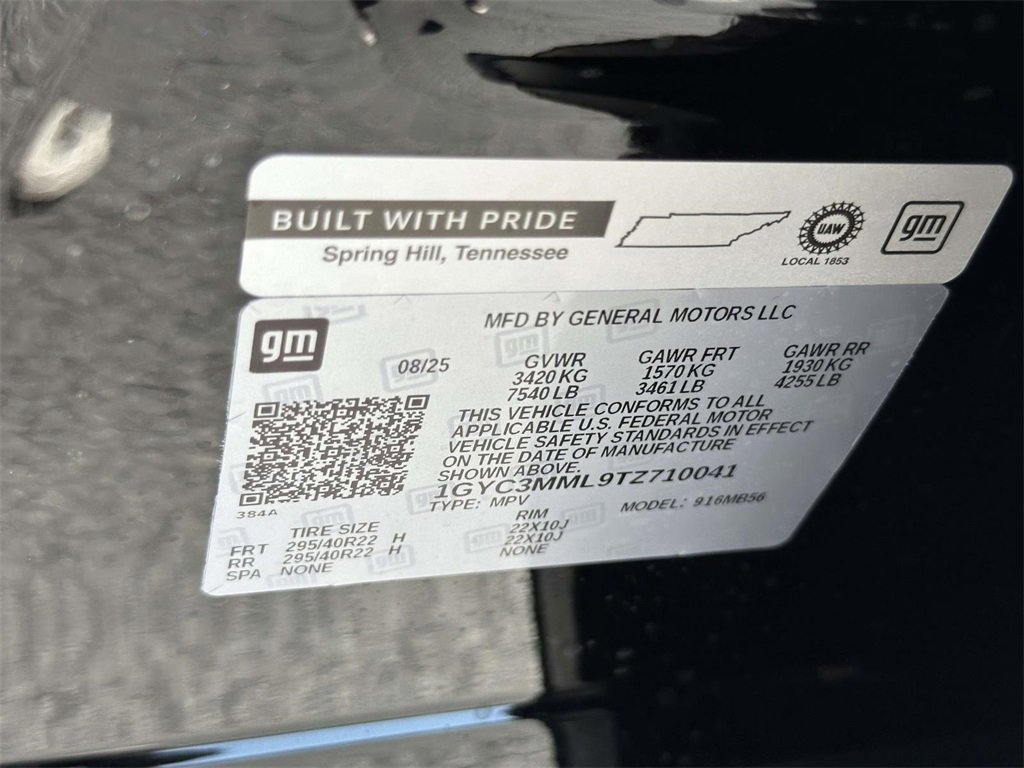 BUILT WITH PRIDE
Spring Hill, Tennessee
UAW
LOCAL 1853
gm
gm
MFD BY GENERAL MOTORS LLC
08/25
GVWR GAWR FRT GAWR RR
3420 KG 1570 KG 1930 KG
7540 LB 3461 LB 4255 LB
THIS VEHICLE CONFORMS TO ALL
APPLICABLE U.S. FEDERAL MOTOR
VEHICLE SAFETY STANDARDS IN EFFECT
ON THE DATE OF MANUFACTURE
SHOWN ABOVE.
1GYC3MML9TZ710041
TYPE: MPV MODEL: 916MB56
384A
TIRE SIZE RIM
FRT 295/40R22 H 22X10J
RR 295/40R22 H 22X10J
SPA NONE NONE